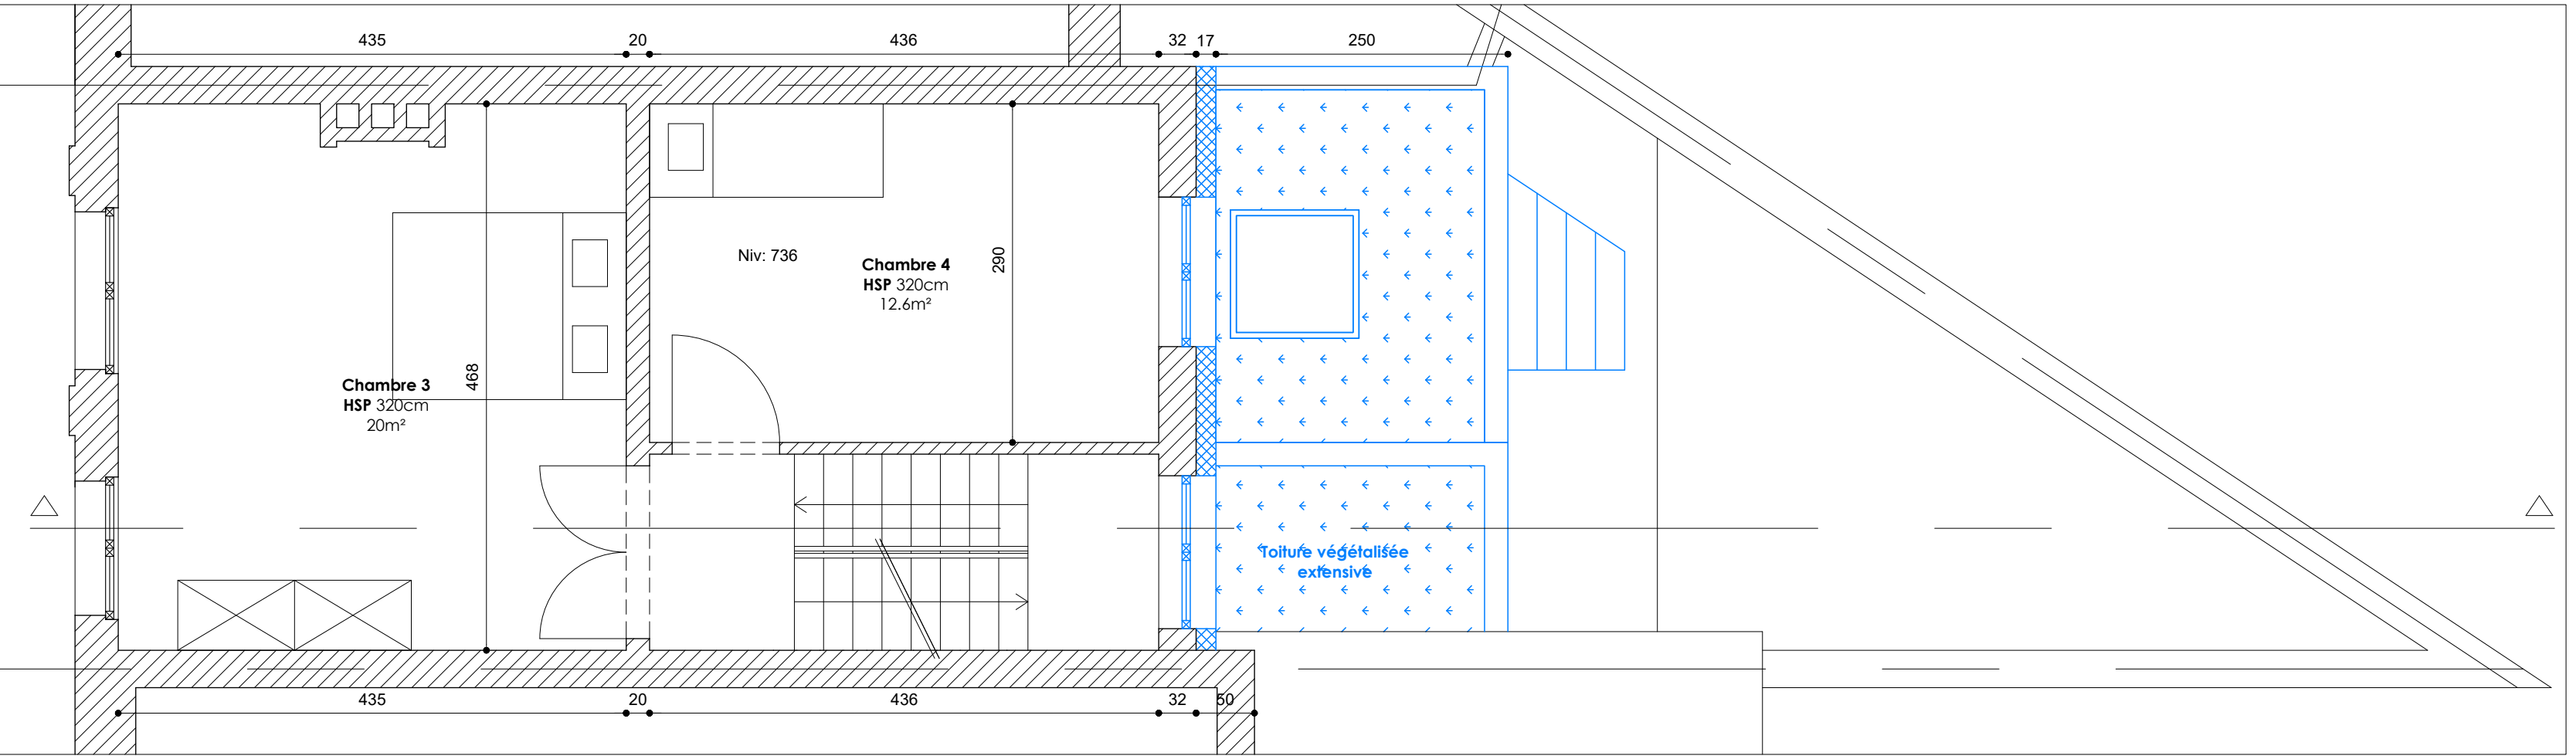 435
20
436
32
17
250
Niv: 736
Chambre 4
HSP 320cm
12.6m²
290
Chambre 3
HSP 320cm
20m²
468
Toiture végétalisée
extensive
435
20
436
32
50